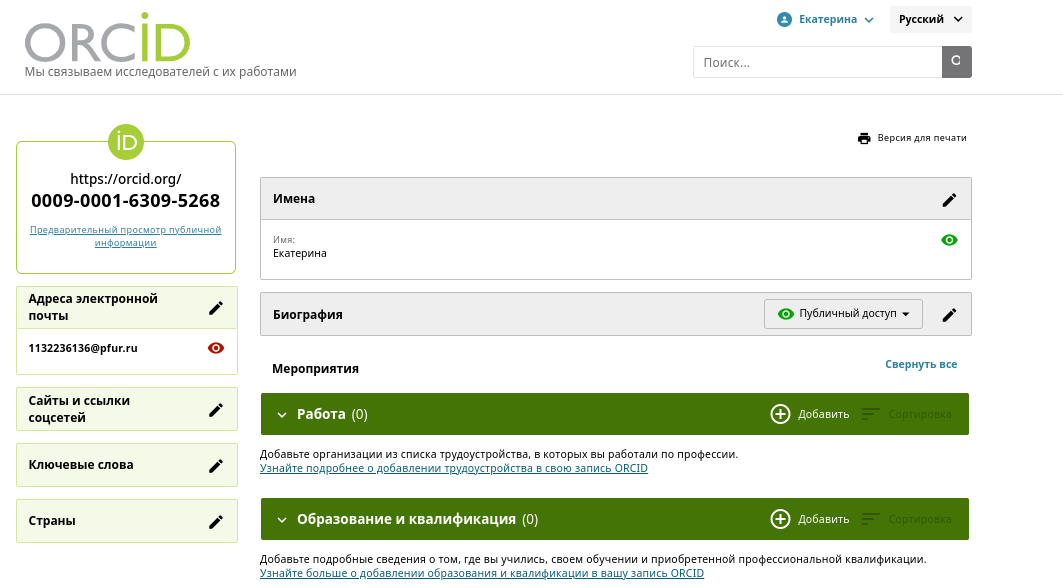 ORCID
Мы связываем исследователей с их работами
Екатерина
Русский
Поиск...
Версия для печати
iD
https://orcid.org/
0009-0001-6309-5268
Предварительный просмотр публичной
информации
Адреса электронной
почты
1132236136@pfur.ru
Сайты и ссылки
соцсетей
Ключевые слова
Страны
Имена
Имя:
Екатерина
Биография
Публичный доступ
Мероприятия
Свернуть все
Работа (0)
Добавить
Сортировка
Добавьте организации из списка трудоустройства, в которых вы работали по профессии.
Узнайте подробнее о добавлении трудоустройства в свою запись ORCID
Образование и квалификация (0)
Добавить
Сортировка
Добавьте подробные сведения о том, где вы учились, своем обучении и приобретенной профессиональной квалификации.
Узнайте больше о добавлении образования и квалификации в вашу запись ORCID